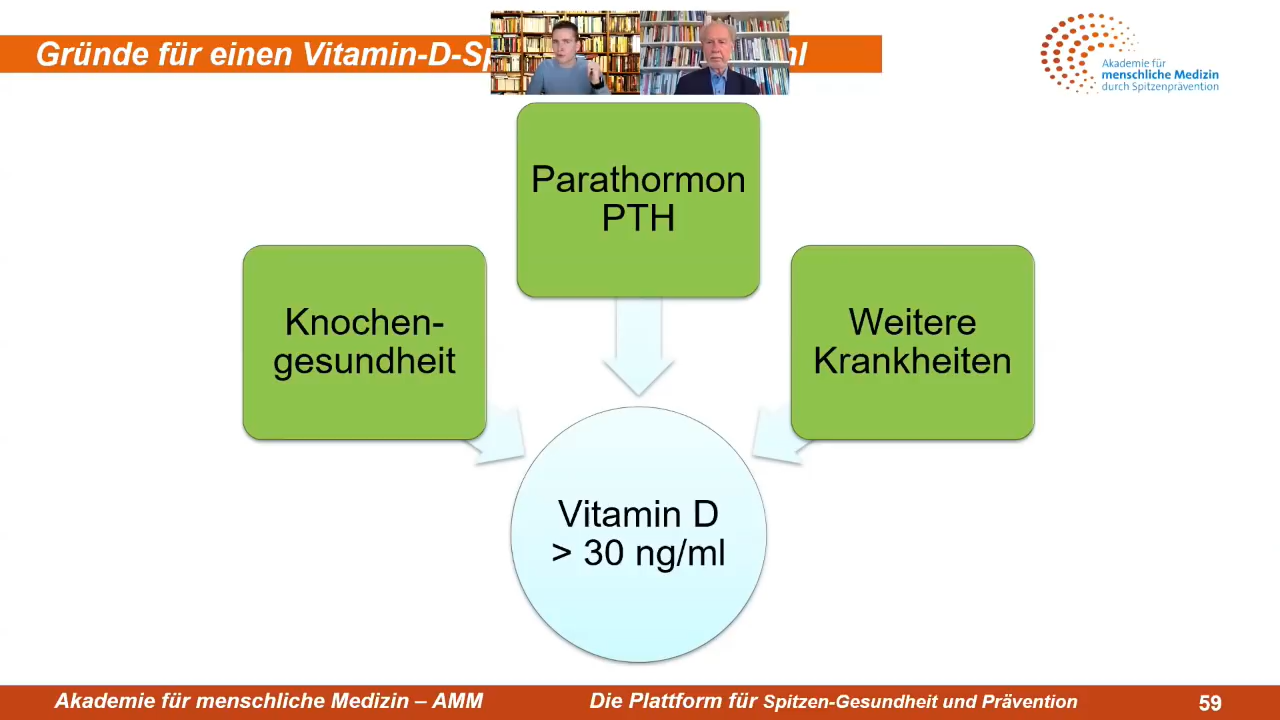 Gründe für einen Vitamin-D-Sp
Akademie für
menschliche Medizin
durch Spitzenprävention
Parathormon
PTH
Knochen-
gesundheit
Weitere
Krankheiten
Vitamin D
> 30 ng/ml
Akademie für menschliche Medizin – AMM
Die Plattform für Spitzen-Gesundheit und Prävention
59